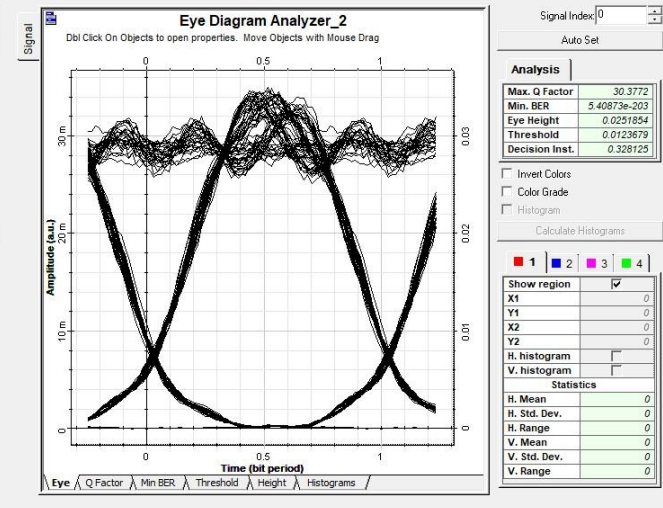 Signal
Eye Diagram Analyzer_2
Dbl Click On Objects to open properties. Move Objects with Mouse Drag
0 0.5 1
Amplitude (a.u.)
30 m
20 m
10 m
0
0.03
0.02
0.01
0
0 0.5 1
Time (bit period)
Eye Q Factor Min BER Threshold Height Histograms
Signal Index: 0
Auto Set
Analysis
Max. Q Factor 30.3772
Min. BER 5.40873e-203
Eye Height 0.0251854
Threshold 0.0123679
Decision Inst. 0.328125
Invert Colors
Color Grade
Histogram
Calculate Histograms
1 2 3 4
Show region
X1 0
Y1 0
X2 0
Y2 0
H. histogram
V. histogram
Statistics
H. Mean 0
H. Std. Dev. 0
H. Range 0
V. Mean 0
V. Std. Dev. 0
V. Range 0